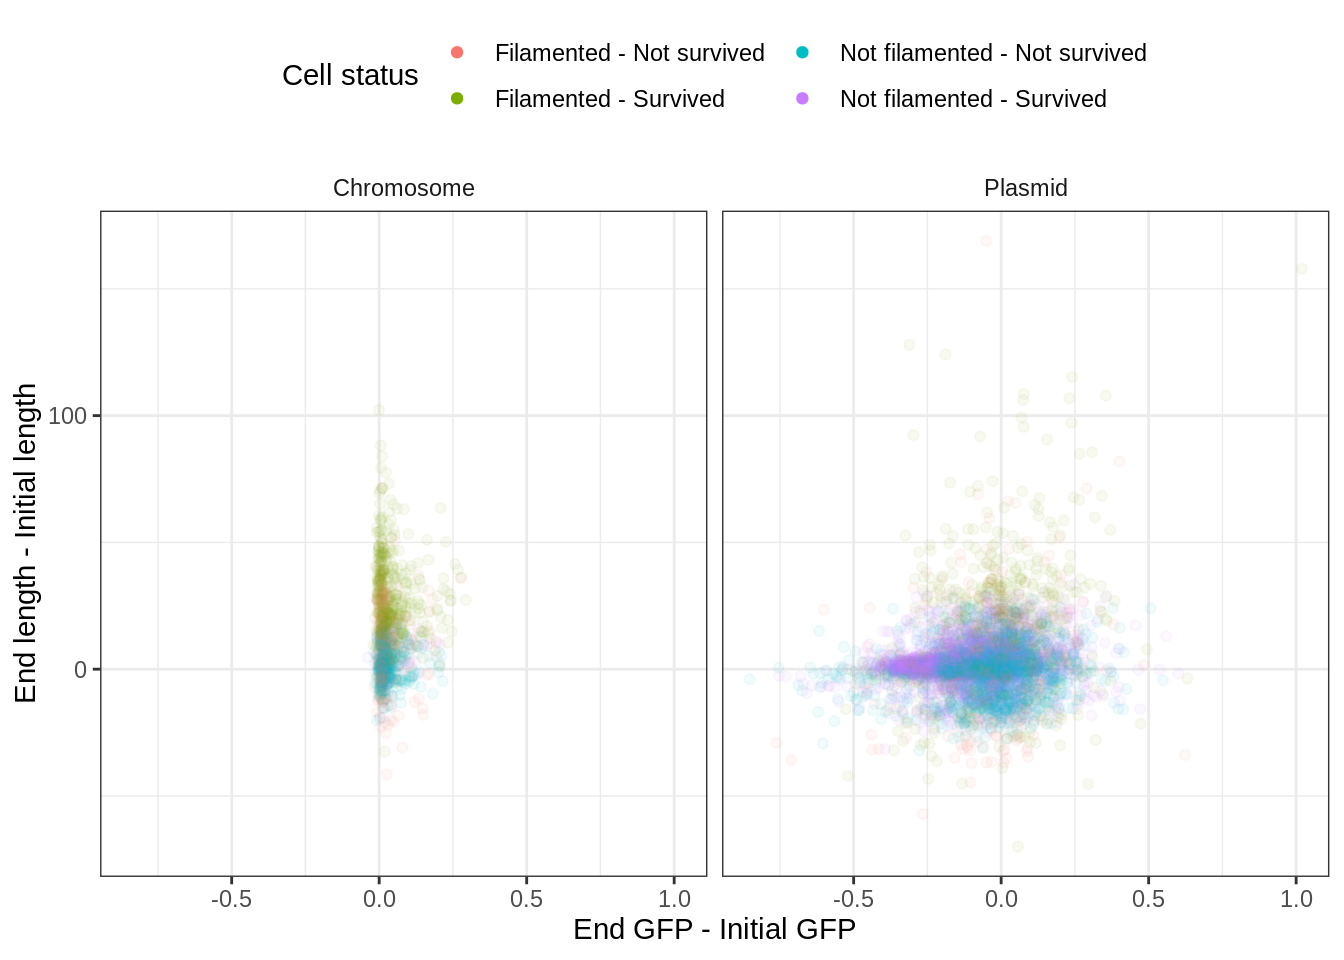 Cell status
Filamented - Not survived
Not filamented - Not survived
Filamented - Survived
Not filamented - Survived
Chromosome
Plasmid
End length - Initial length
100
0
-0.5
0.0
0.5
1.0
-0.5
0.0
0.5
1.0
End GFP - Initial GFP